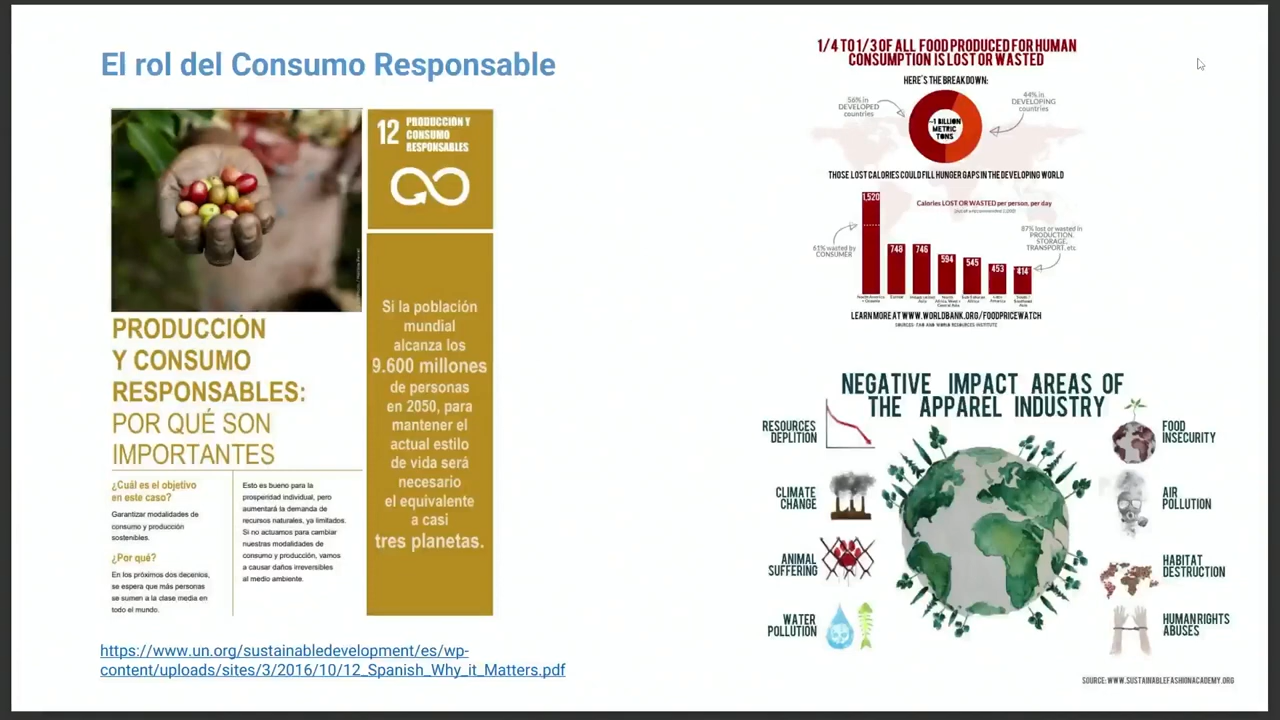 El rol del Consumo Responsable
12 PRODUCCIÓN Y
CONSUMO
RESPONSABLES
Si la población
mundial
alcanza los
9.600 millones
de personas
en 2050, para
mantener el
actual estilo
de vida será
necesario
el equivalente
a casi
tres planetas.
PRODUCCIÓN
Y CONSUMO
RESPONSABLES:
POR QUÉ SON
IMPORTANTES
¿Cuál es el objetivo
en este caso?
Garantizar modalidades de
consumo y producción
sostenibles.
¿Por qué?
En los próximos dos decenios,
se espera que más personas
se sumen a la clase media en
todo el mundo.
Esto es bueno para la
prosperidad individual, pero
aumentará la demanda de
recursos naturales, ya limitados.
Si no actuamos para cambiar
nuestras modalidades de
consumo y producción, vamos
a causar daños irreversibles
al medio ambiente.
https://www.un.org/sustainabledevelopment/es/wp-
content/uploads/sites/3/2016/10/12_Spanish_Why_it_Matters.pdf
1/4 TO 1/3 OF ALL FOOD PRODUCED FOR HUMAN
CONSUMPTION IS LOST OR WASTED
HERE'S THE BREAKDOWN:
56% in
DEVELOPED
countries
~1 BILLION
METRIC
TONS
44% in
DEVELOPING
countries
THOSE LOST CALORIES COULD FILL HUNGER GAPS IN THE DEVELOPING WORLD
Calories LOST OR WASTED per person, per day
61% wasted by
CONSUMER
87% lost or wasted in
PRODUCTION,
STORAGE,
TRANSPORT, etc.
1,520
748
746
594
545
453
414
Europe
LEARN MORE AT WWW.WORLDBANK.ORG/FOODPRICEWATCH
SOURCES: FAO AND WORLD RESOURCES INSTITUTE
NEGATIVE IMPACT AREAS OF
THE APPAREL INDUSTRY
RESOURCES
DEPLITION
CLIMATE
CHANGE
ANIMAL
SUFFERING
WATER
POLLUTION
FOOD
INSECURITY
AIR
POLLUTION
HABITAT
DESTRUCTION
HUMAN RIGHTS
ABUSES
SOURCE: WWW.SUSTAINABLEFASHIONACADEMY.ORG